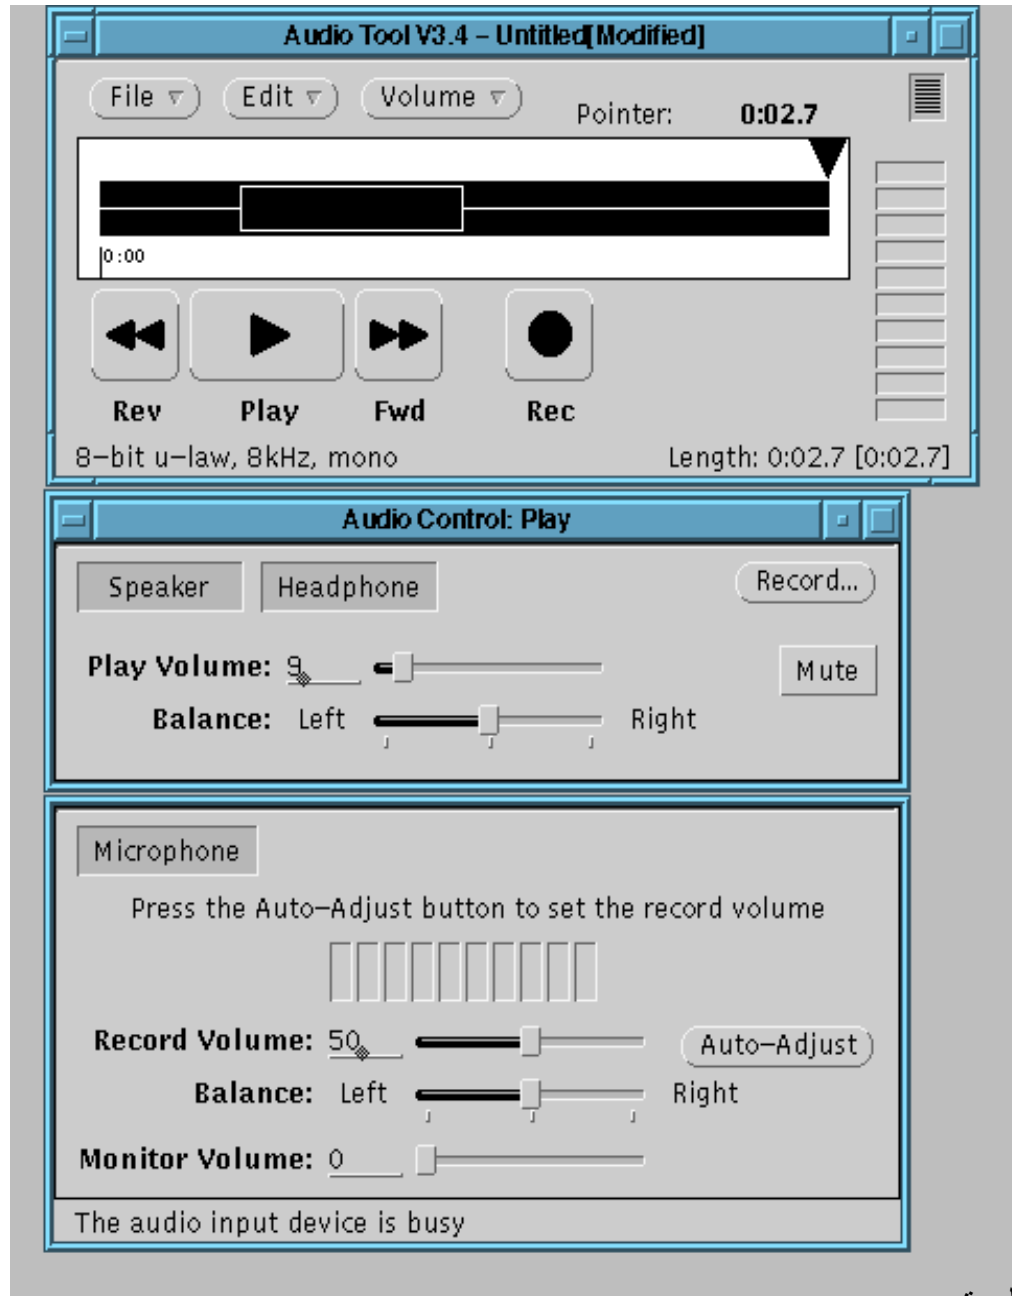 Audio Tool V3.4 – Untitled[Modified]
File Edit Volume Pointer: 0:02.7
0:00
Rev Play Fwd Rec
8–bit u–law, 8kHz, mono Length: 0:02.7 [0:02.7]
Audio Control: Play
Speaker Headphone Record...
Play Volume: 9 Mute
Balance: Left Right
Microphone
Press the Auto–Adjust button to set the record volume
Record Volume: 50 Auto–Adjust
Balance: Left Right
Monitor Volume: 0
The audio input device is busy